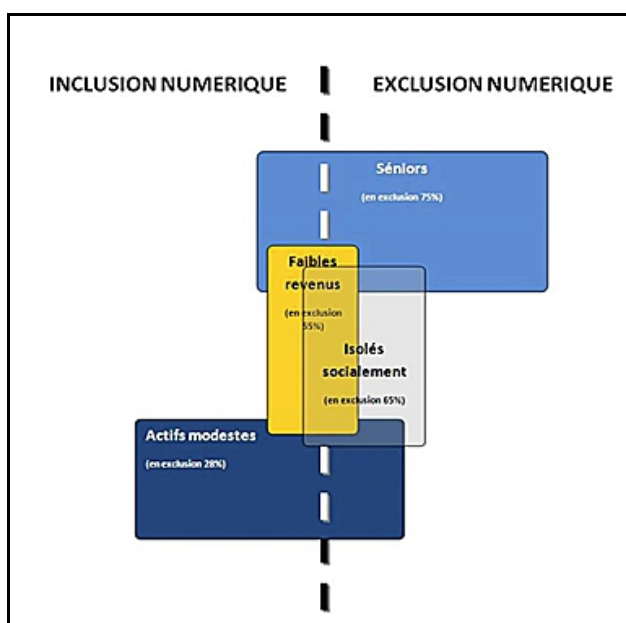 INCLUSION NUMERIQUE
EXCLUSION NUMERIQUE
Séniors
(en exclusion 75%)
Faibles
revenus
(en exclusion
55%)
Isolés
socialement
(en exclusion 65%)
Actifs modestes
(en exclusion 28%)